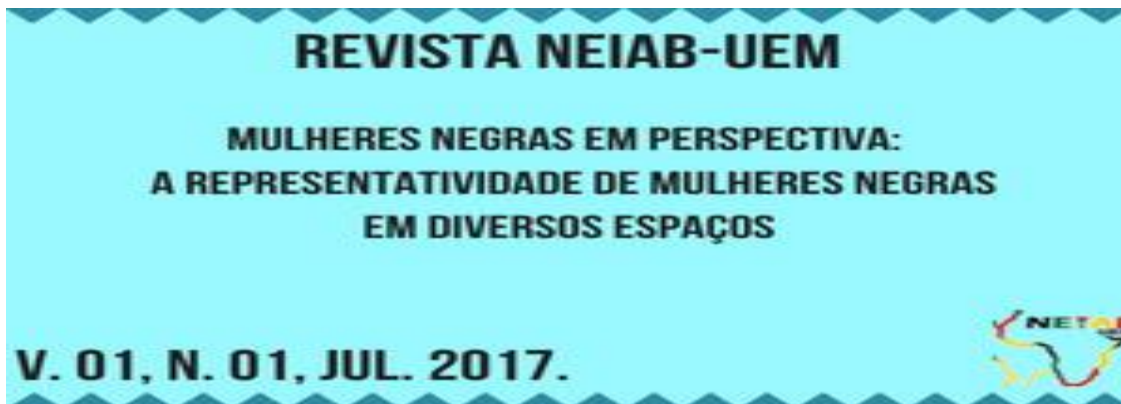 REVISTA NEIAB-UEM
MULHERES NEGRAS EM PERSPECTIVA:
A REPRESENTATIVIDADE DE MULHERES NEGRAS
EM DIVERSOS ESPAÇOS
V. 01, N. 01, JUL. 2017.